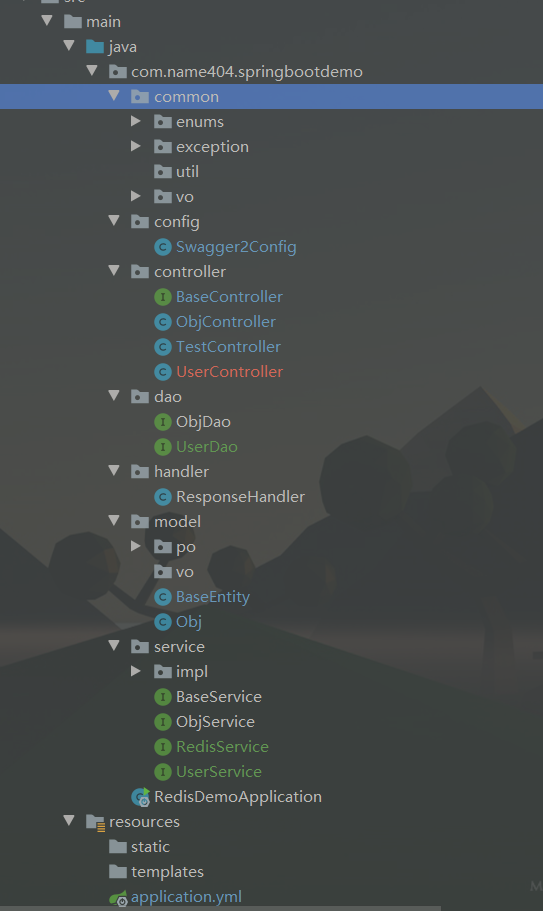 src
main
java
com.name404.springbootdemo
common
enums
exception
util
vo
config
Swagger2Config
controller
BaseController
ObjController
TestController
UserController
dao
ObjDao
UserDao
handler
ResponseHandler
model
po
vo
BaseEntity
Obj
service
impl
BaseService
ObjService
RedisService
UserService
RedisDemoApplication
resources
static
templates
application.yml